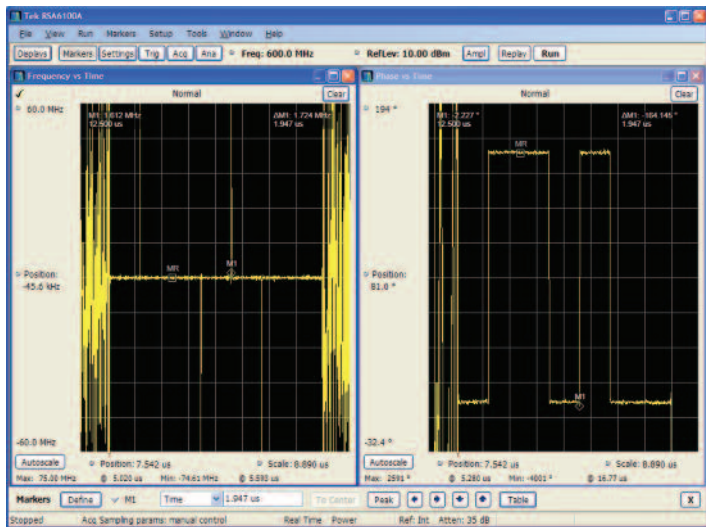 Tek RSA6100A
File View Run Markers Setup Tools Window Help
Displays Markers Settings Trig Acq Ana Freq: 600.0 MHz RefLev: 10.00 dBm Ampl Replay Run
Frequency vs Time
Normal Clear
60.0 MHz
M1: 1.612 MHz
12.500 us
ΔM1: 1.724 MHz
1.947 us
MR
M1
Position:
-45.6 kHz
-60.0 MHz
Autoscale Position: 7.542 us Scale: 8.890 us
Max: 75.00 MHz @ 5.020 us Min: -74.61 MHz @ 5.593 us
Phase vs Time
Normal Clear
194 °
M1: -2.227 °
12.500 us
ΔM1: -164.145 °
1.947 us
MR
M1
Position:
81.0 °
-32.4 °
Autoscale Position: 7.542 us Scale: 8.890 us
Max: 2591 ° @ 5.280 us Min: -4001 ° @ 16.77 us
Markers Define M1 Time 1.947 us To Center Peak Table X
Stopped Acq Sampling params: manual control Real Time Power Ref: Int Atten: 35 dB